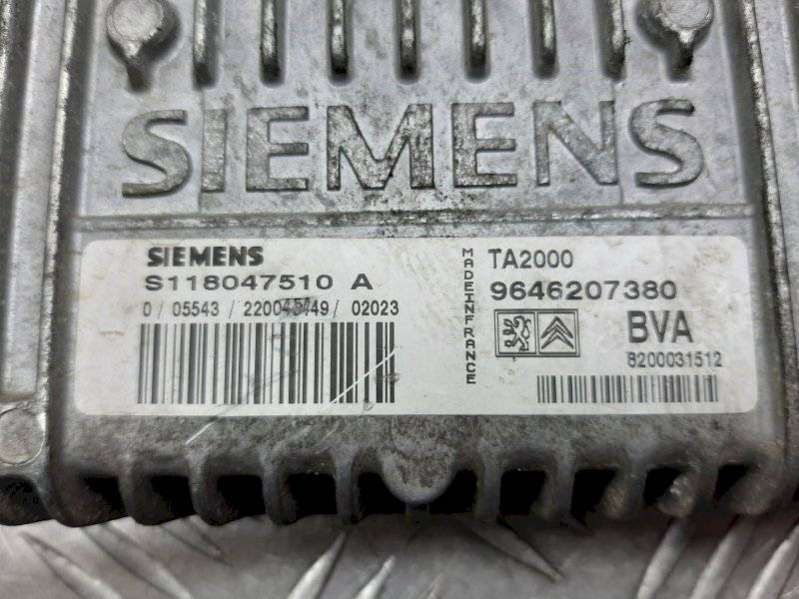 SIEMENS
SIEMENS
S118047510 A
0 / 05543 / / 02023
MADEINFRANCE
TA2000
9646207380
BVA
8200031512